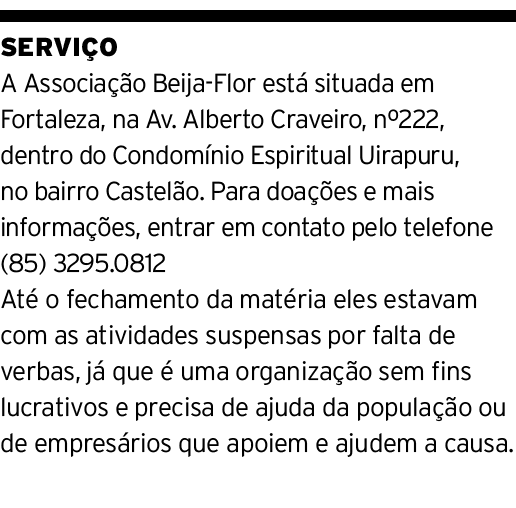 SERVIÇO
A Associação Beija-Flor está situada em
Fortaleza, na Av. Alberto Craveiro, nº222,
dentro do Condomínio Espiritual Uirapuru,
no bairro Castelão. Para doações e mais
informações, entrar em contato pelo telefone
(85) 3295.0812
Até o fechamento da matéria eles estavam
com as atividades suspensas por falta de
verbas, já que é uma organização sem fins
lucrativos e precisa de ajuda da população ou
de empresários que apoiem e ajudem a causa.